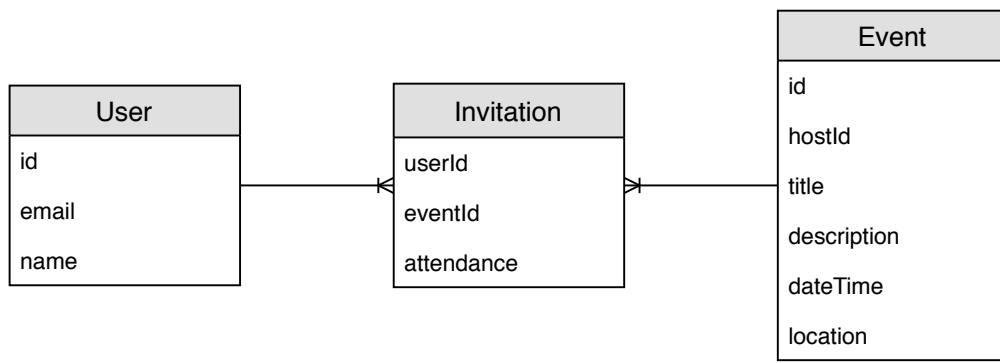 User
id
email
name
Invitation
userId
eventId
attendance
Event
id
hostId
title
description
dateTime
location